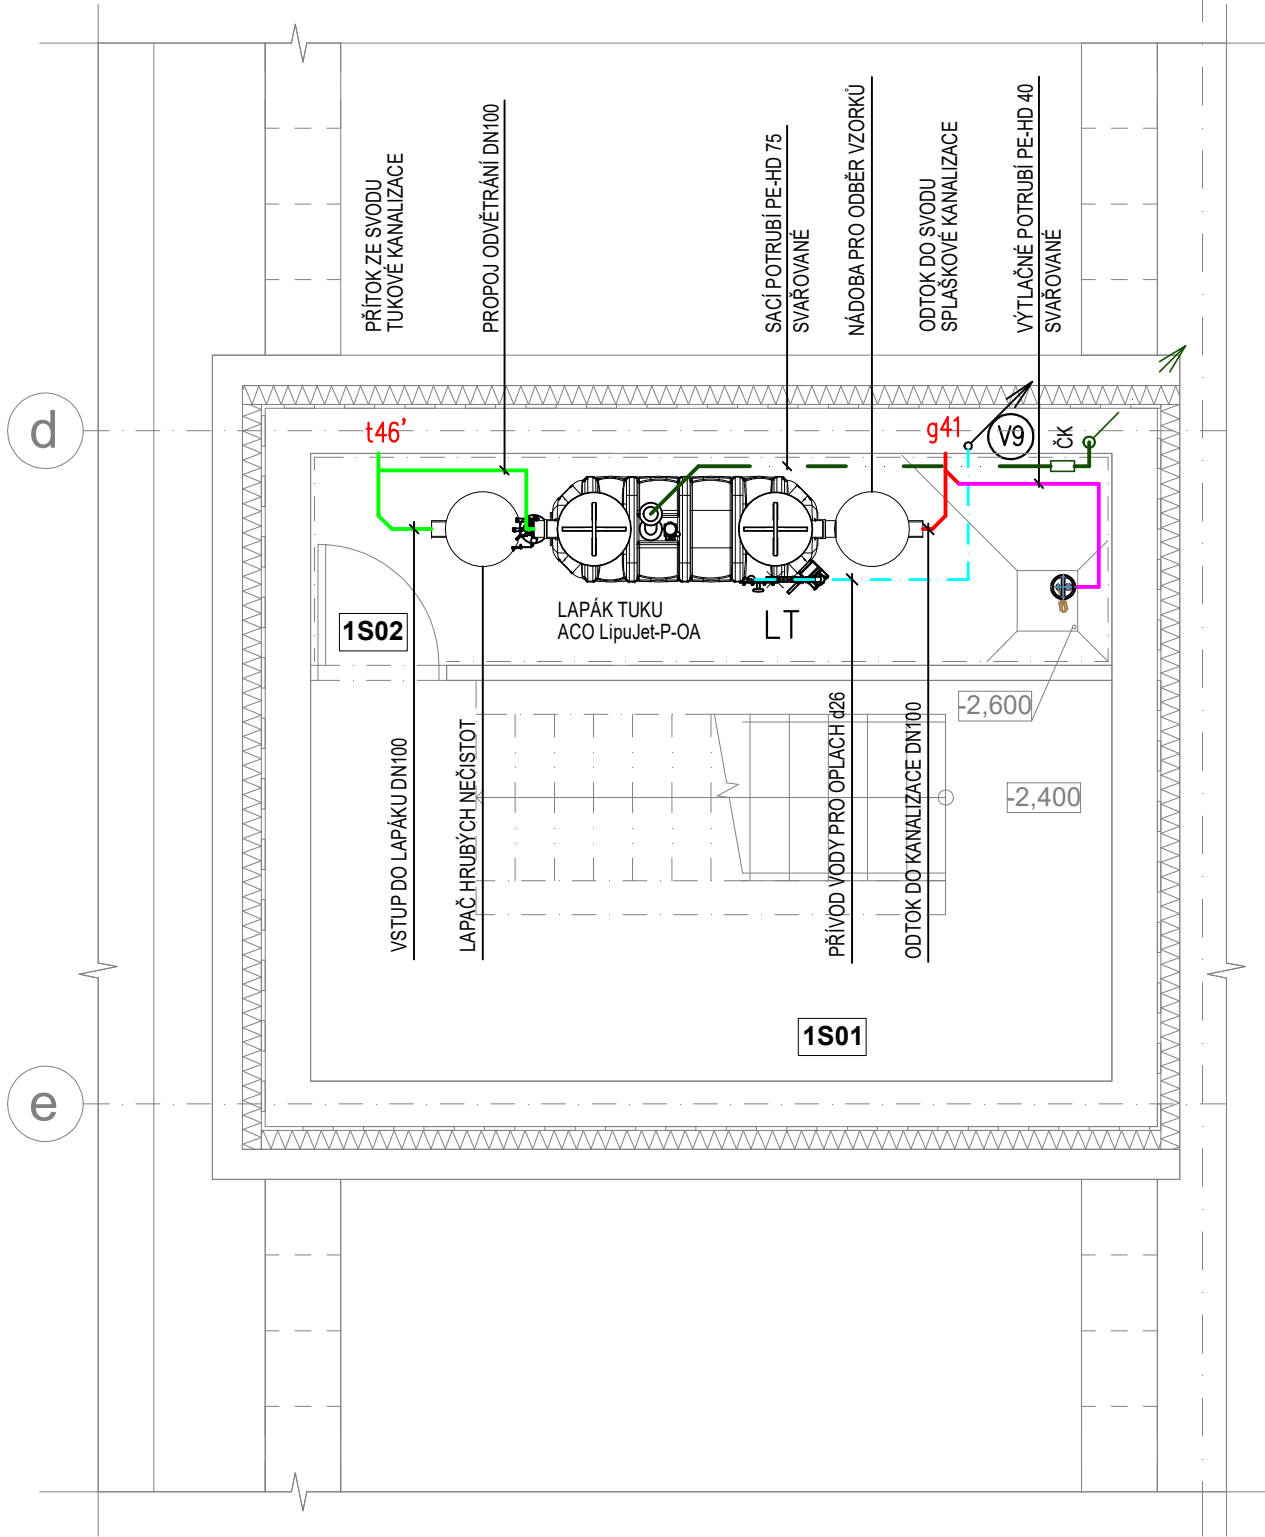 PŘÍTOK ZE SVODU
TUKOVÉ KANALIZACE
PROPOJ ODVĚTRÁNÍ DN100
SACÍ POTRUBÍ PE-HD 75
SVAŘOVANÉ
NÁDOBA PRO ODBĚR VZORKŮ
ODTOK DO SVODU
SPLAŠKOVÉ KANALIZACE
VÝTLAČNÉ POTRUBÍ PE-HD 40
SVAŘOVANÉ
d
t46'
g41
V9
ČK
1S02
LAPÁK TUKU
ACO LipuJet-P-OA
LT
-2,600
-2,400
VSTUP DO LAPÁKU DN100
LAPAČ HRUBÝCH NEČISTOT
PŘÍVOD VODY PRO OPLACH d26
ODTOK DO KANALIZACE DN100
1S01
e